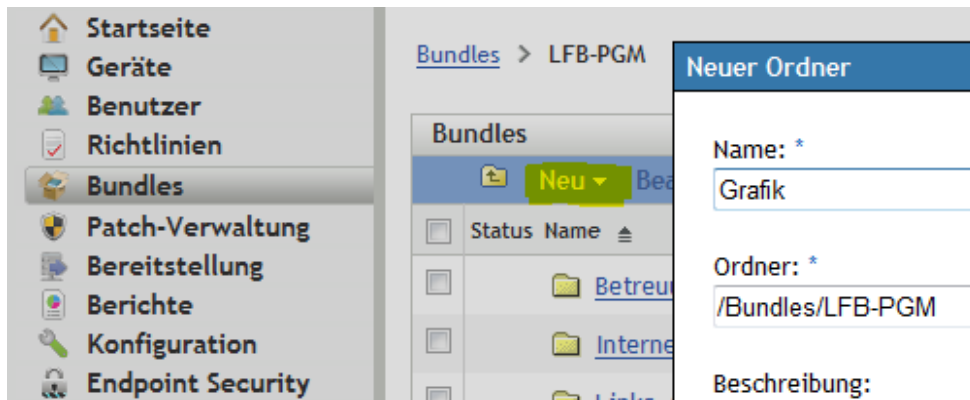 Startseite
Geräte
Benutzer
Richtlinien
Bundles
Patch-Verwaltung
Bereitstellung
Berichte
Konfiguration
Endpoint Security
Bundles > LFB-PGM
Bundles
Neu
Status Name
Neuer Ordner
Name: *
Grafik
Ordner: *
/Bundles/LFB-PGM
Beschreibung: